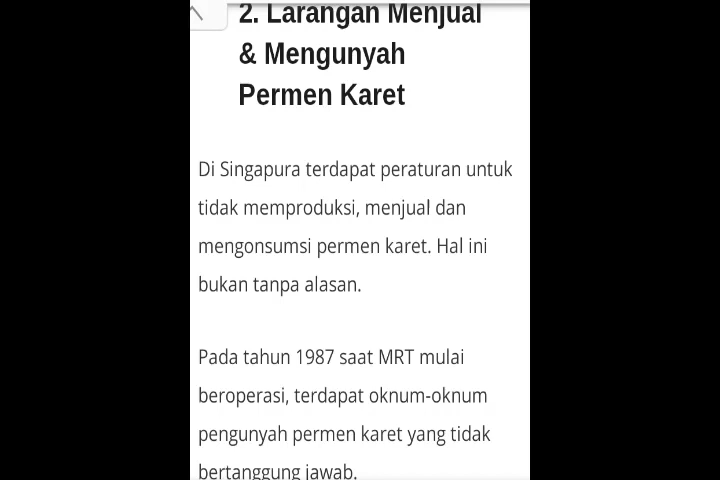 2. Larangan Menjual
& Mengunyah
Permen Karet
Di Singapura terdapat peraturan untuk
tidak memproduksi, menjual dan
mengonsumsi permen karet. Hal ini
bukan tanpa alasan.
Pada tahun 1987 saat MRT mulai
beroperasi, terdapat oknum-oknum
pengunyah permen karet yang tidak
bertanggung jawab.